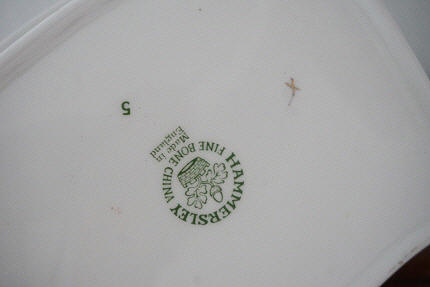 HAMMERSLEY
FINE BONE CHINA
Made in
England
5